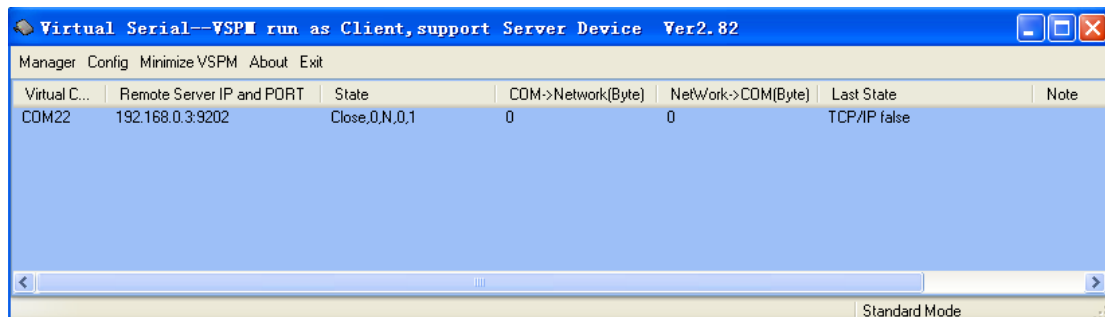 Virtual Serial--VSPM run as Client,support Server Device Ver2.82
Manager Config Minimize VSPM About Exit
Virtual C... Remote Server IP and PORT State COM->Network(Byte) NetWork->COM(Byte) Last State Note
COM22 192.168.0.3:9202 Close,0,N,0,1 0 0 TCP/IP false
Standard Mode